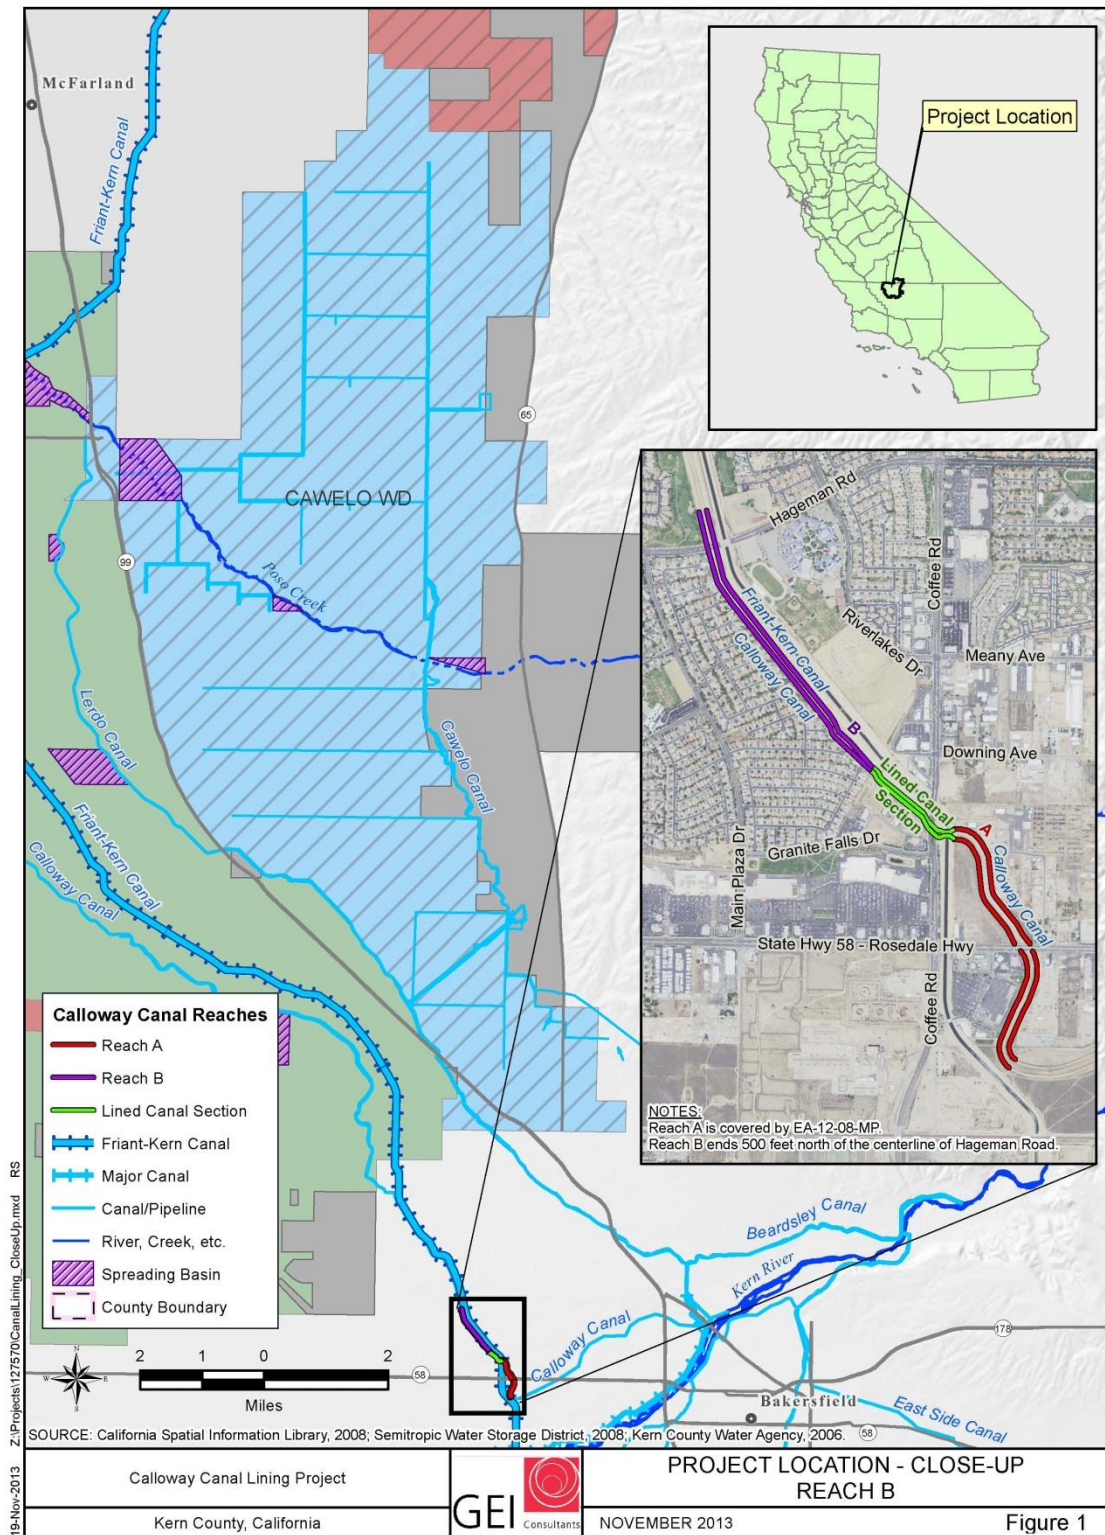 McFarland
Friant-Kern Canal
Project Location
65
CAWELO WD
99
Poso Creek
Lerdo Canal
Cawelo Canal
Friant-Kern Canal
Calloway Canal
Hageman Rd
Coffee Rd
Friant-Kern Canal
Calloway Canal
Riverlakes Dr
Meany Ave
B
Downing Ave
Lined Canal
Section
A
Granite Falls Dr
Main Plaza Dr
Calloway Canal
State Hwy 58 - Rosedale Hwy
Coffee Rd
NOTES:
Reach A is covered by EA-12-08-MP.
Reach B ends 500 feet north of the centerline of Hageman Road.
Calloway Canal Reaches
Reach A
Reach B
Lined Canal Section
Friant-Kern Canal
Major Canal
Canal/Pipeline
River, Creek, etc.
Spreading Basin
County Boundary
Beardsley Canal
Kern River
Calloway Canal
178
58
Bakersfield
East Side Canal
58
N
W E
S
2 1 0 2
Miles
SOURCE: California Spatial Information Library, 2008; Semitropic Water Storage District, 2008; Kern County Water Agency, 2006.
Z:\Projects\127570\CanalLining_CloseUp.mxd RS
19-Nov-2013
Calloway Canal Lining Project
Kern County, California
GEI Consultants
PROJECT LOCATION - CLOSE-UP
REACH B
NOVEMBER 2013
Figure 1